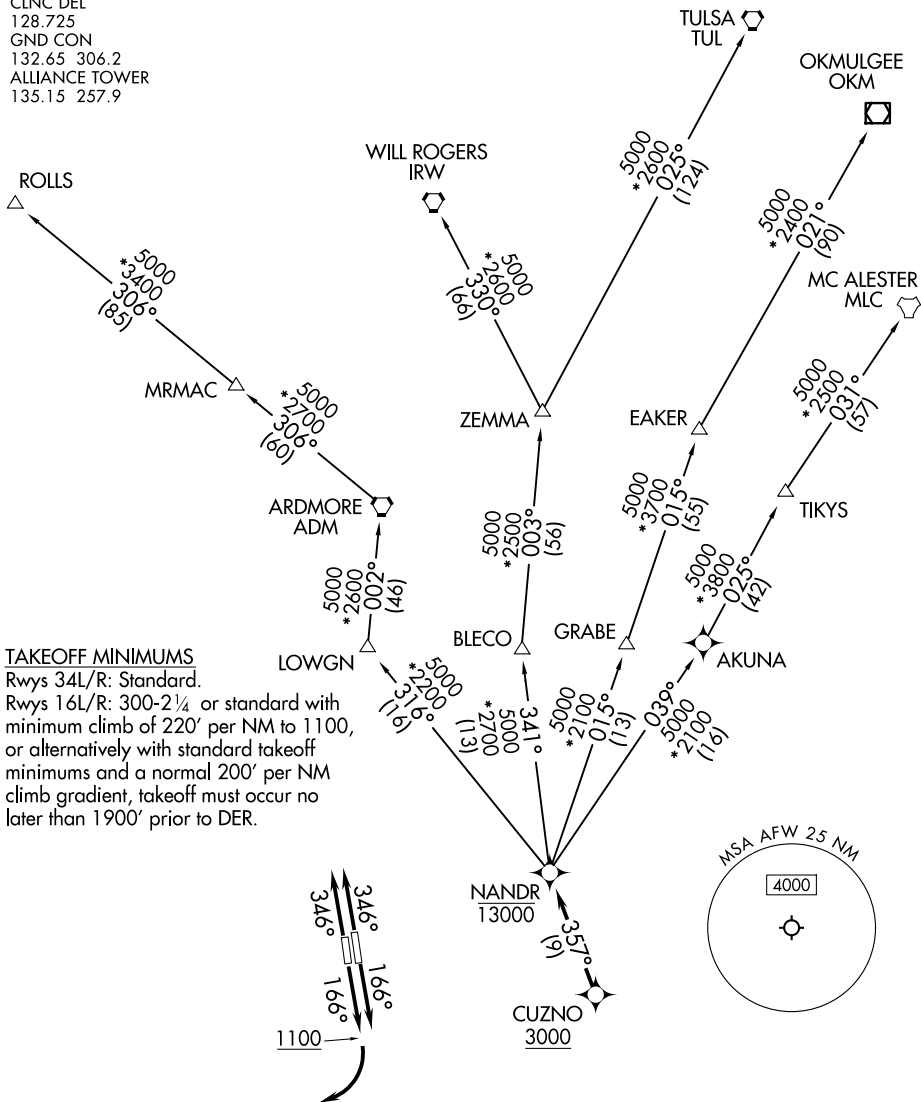 CLNC DEL
128.725
GND CON
132.65 306.2
ALLIANCE TOWER
135.15 257.9
TULSA
TUL
OKMULGEE
OKM
WILL ROGERS
IRW
ROLLS
5000
*2600
025°
(124)
5000
*2400
021°
(90)
MC ALESTER
MLC
5000
*3400
306°
(85)
5000
*2600
330°
(66)
MRMAC
5000
*2700
306°
(60)
ZEMMA
EAKER
5000
*2500
031°
(57)
ARDMORE
ADM
5000
*2500
003°
(56)
5000
*3700
015°
(55)
TIKYS
5000
*2600
002°
(46)
5000
*3800
025°
(42)
LOWGN
BLECO
GRABE
AKUNA
5000
*2200
316°
(16)
341°
5000
*2700
(13)
5000
*2100
015°
(13)
039°
5000
*2100
(16)
TAKEOFF MINIMUMS
Rwys 34L/R: Standard.
Rwys 16L/R: 300-2¼ or standard with
minimum climb of 220' per NM to 1100,
or alternatively with standard takeoff
minimums and a normal 200' per NM
climb gradient, takeoff must occur no
later than 1900' prior to DER.
MSA AFW 25 NM
4000
NANDR
13000
357°
(9)
CUZNO
3000
346°
346°
166°
166°
1100